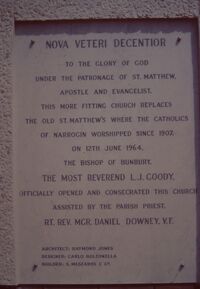 NOVA VETERI DECENTIOR
TO THE GLORY OF GOD
UNDER THE PATRONAGE OF ST. MATTHEW,
APOSTLE AND EVANGELIST.
THIS MORE FITTING CHURCH REPLACES
THE OLD ST. MATTHEW'S WHERE THE CATHOLICS
OF NARROGIN WORSHIPPED SINCE 1902.
ON 12TH JUNE 1964,
THE BISHOP OF BUNBURY,
THE MOST REVEREND L.J. GOODY,
OFFICIALLY OPENED AND CONSECRATED THIS CHURCH
ASSISTED BY THE PARISH PRIEST,
RT. REV. MGR. DANIEL DOWNEY, V.F.
ARCHITECT: RAYMOND JONES
DESIGNER: CARLO
BUILDER: